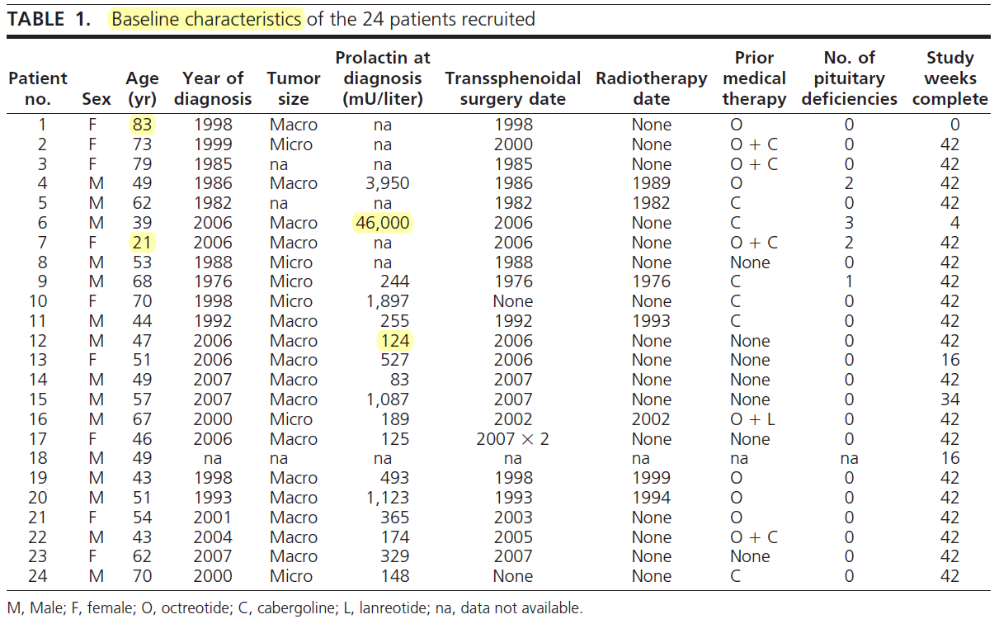 TABLE 1. Baseline characteristics of the 24 patients recruited
Prolactin at Prior No. of Study
Patient Age Year of Tumor diagnosis Transsphenoidal Radiotherapy medical pituitary weeks
no. Sex (yr) diagnosis size (mU/liter) surgery date date therapy deficiencies complete
1 F 83 1998 Macro na 1998 None O 0 0
2 F 73 1999 Micro na 2000 None O + C 0 42
3 F 79 1985 na na 1985 None O + C 0 42
4 M 49 1986 Macro 3,950 1986 1989 O 2 42
5 M 62 1982 na na 1982 1982 C 0 42
6 M 39 2006 Macro 46,000 2006 None C 3 4
7 F 21 2006 Macro na 2006 None O + C 2 42
8 M 53 1988 Micro na 1988 None None 0 42
9 M 68 1976 Micro 244 1976 1976 C 1 42
10 F 70 1998 Micro 1,897 None None C 0 42
11 M 44 1992 Macro 255 1992 1993 C 0 42
12 M 47 2006 Macro 124 2006 None None 0 42
13 F 51 2006 Macro 527 2006 None None 0 16
14 M 49 2007 Macro 83 2007 None None 0 42
15 M 57 2007 Macro 1,087 2007 None None 0 34
16 M 67 2000 Micro 189 2002 2002 O + L 0 42
17 F 46 2006 Macro 125 2007 × 2 None None 0 42
18 M 49 na na na na na na na 16
19 M 43 1998 Macro 493 1998 1999 O 0 42
20 M 51 1993 Macro 1,123 1993 1994 O 0 42
21 F 54 2001 Macro 365 2003 None O 0 42
22 M 43 2004 Macro 174 2005 None O + C 0 42
23 F 62 2007 Macro 329 2007 None None 0 42
24 M 70 2000 Micro 148 None None C 0 42
M, Male; F, female; O, octreotide; C, cabergoline; L, lanreotide; na, data not available.